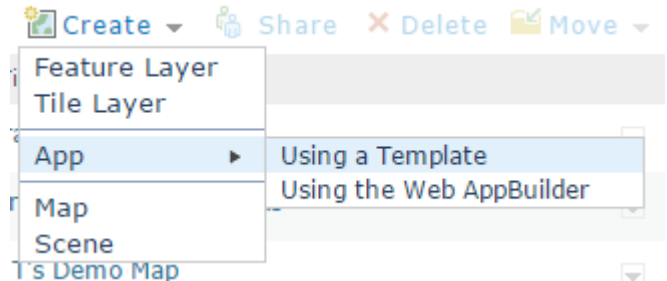 Create Share Delete Move
Feature Layer
Tile Layer
App Using a Template
Using the Web AppBuilder
Map
Scene
T's Demo Map